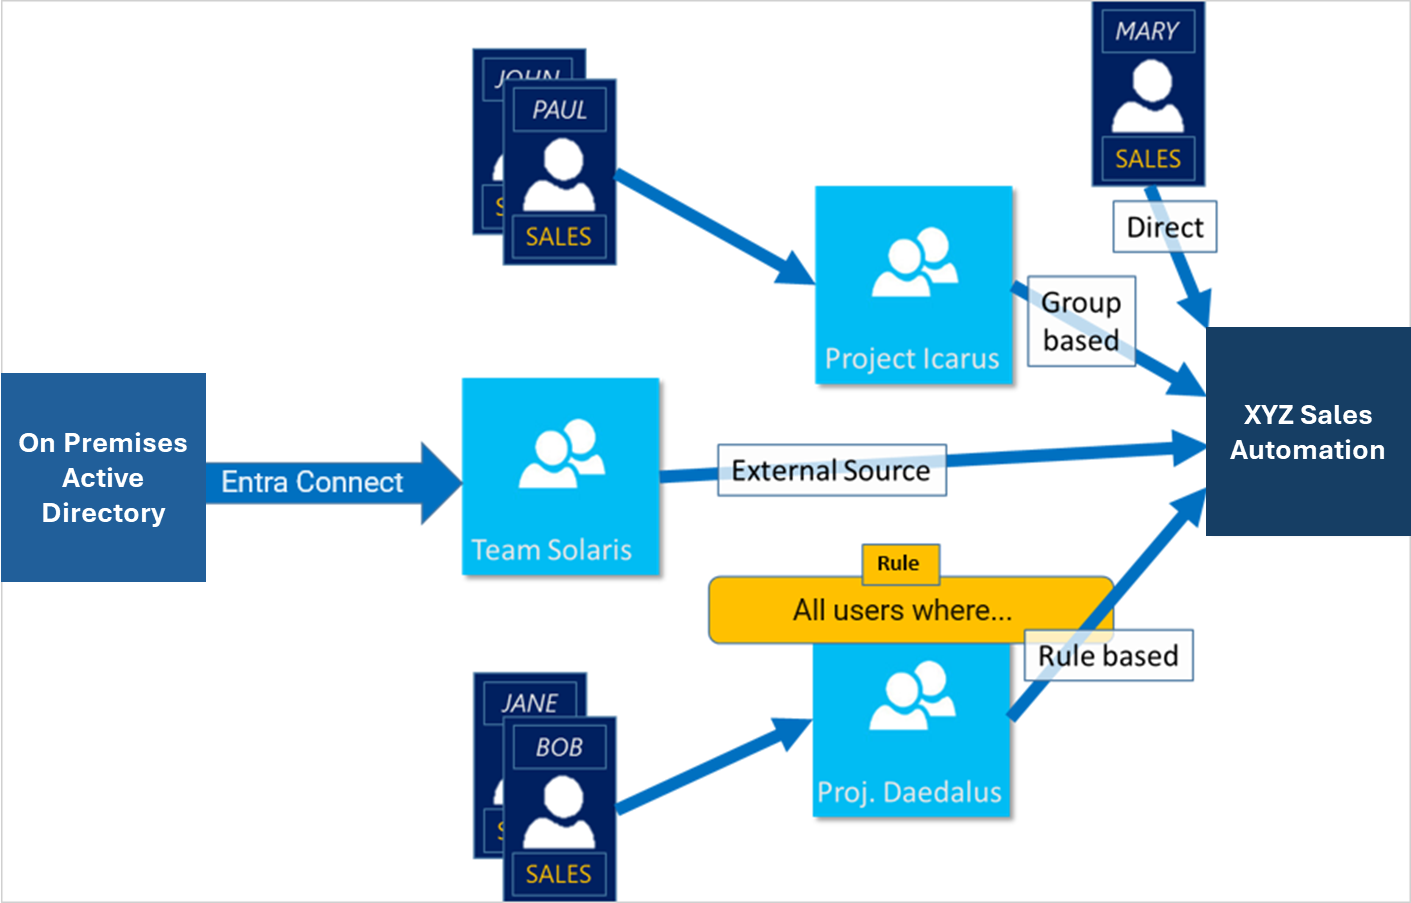 MARY
SALES
JOHN
PAUL
SALES
Direct
Group
based
Project Icarus
XYZ Sales
Automation
On Premises
Active
Directory
Entra Connect
External Source
Team Solaris
Rule
All users where...
Rule based
JANE
BOB
Proj. Daedalus
SALES